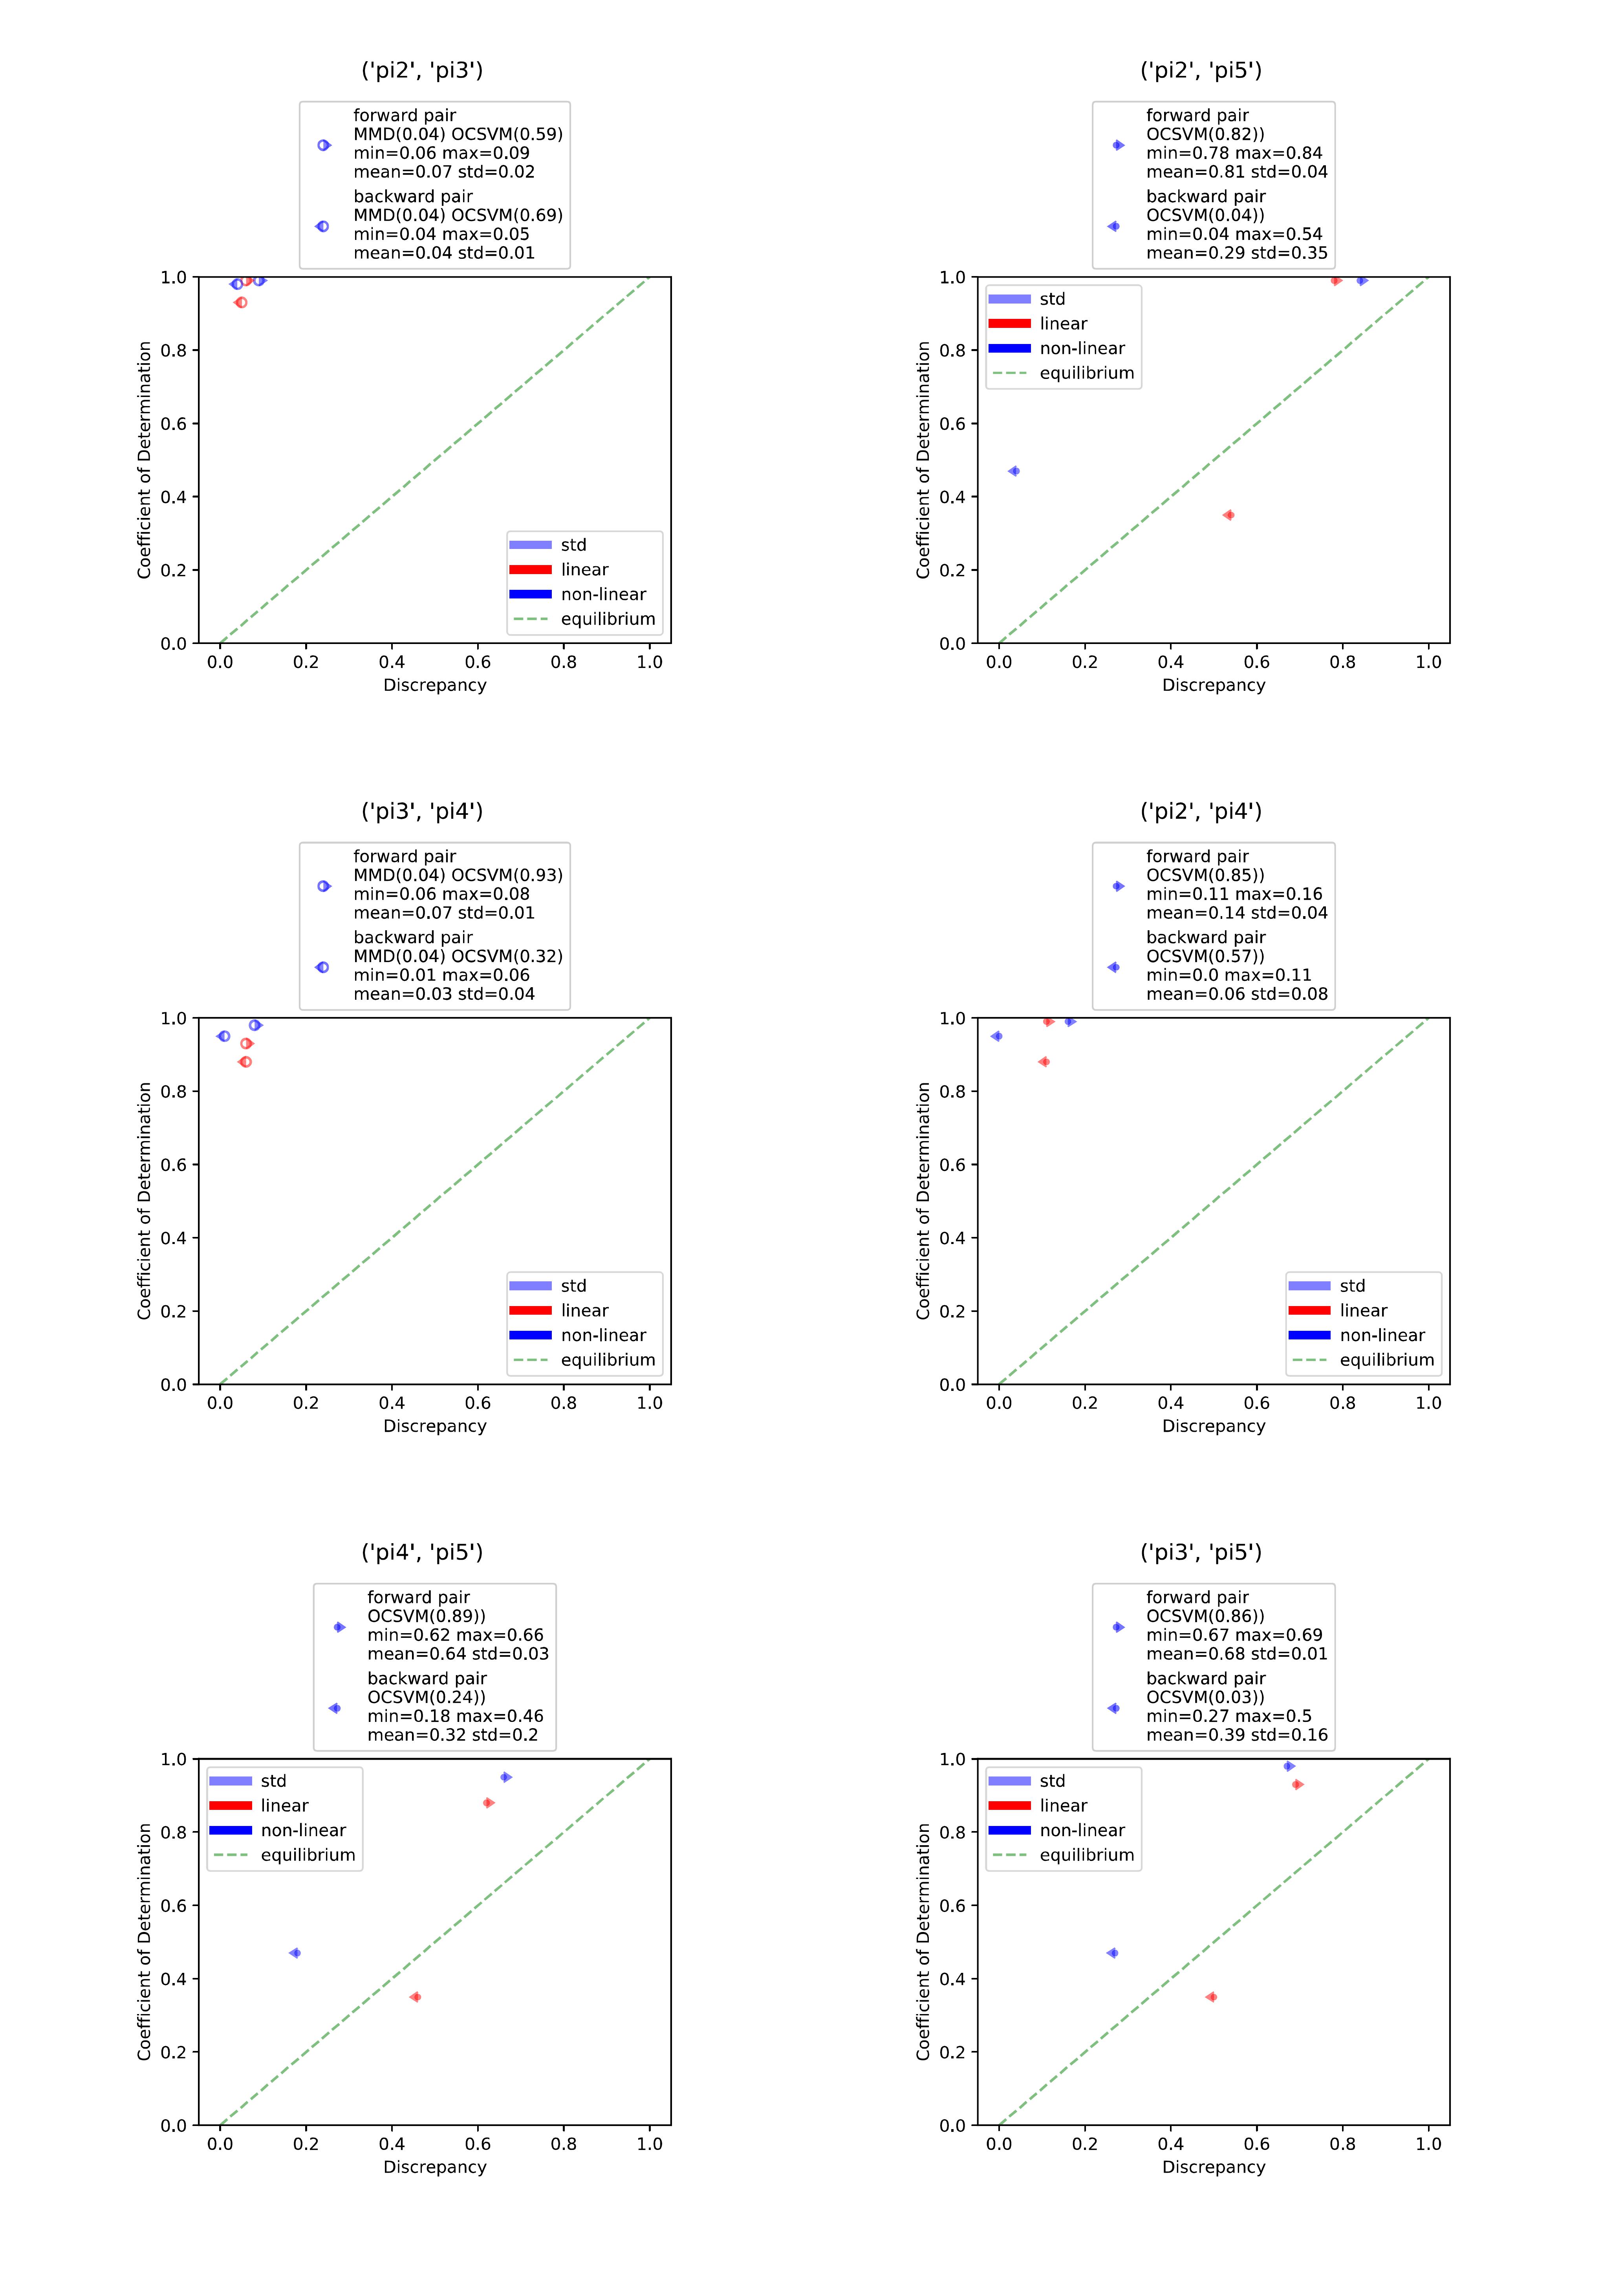 ('pi2', 'pi3')
forward pair
MMD(0.04) OCSVM(0.59)
min=0.06 max=0.09
mean=0.07 std=0.02
backward pair
MMD(0.04) OCSVM(0.69)
min=0.04 max=0.05
mean=0.04 std=0.01
1.0
0.8
0.6
0.4
0.2
0.0
Coefficient of Determination
std
linear
non-linear
equilibrium
0.0 0.2 0.4 0.6 0.8 1.0
Discrepancy
('pi2', 'pi5')
forward pair
OCSVM(0.82))
min=0.78 max=0.84
mean=0.81 std=0.04
backward pair
OCSVM(0.04))
min=0.04 max=0.54
mean=0.29 std=0.35
1.0
0.8
0.6
0.4
0.2
0.0
Coefficient of Determination
std
linear
non-linear
equilibrium
0.0 0.2 0.4 0.6 0.8 1.0
Discrepancy
('pi3', 'pi4')
forward pair
MMD(0.04) OCSVM(0.93)
min=0.06 max=0.08
mean=0.07 std=0.01
backward pair
MMD(0.04) OCSVM(0.32)
min=0.01 max=0.06
mean=0.03 std=0.04
1.0
0.8
0.6
0.4
0.2
0.0
Coefficient of Determination
std
linear
non-linear
equilibrium
0.0 0.2 0.4 0.6 0.8 1.0
Discrepancy
('pi2', 'pi4')
forward pair
OCSVM(0.85))
min=0.11 max=0.16
mean=0.14 std=0.04
backward pair
OCSVM(0.57))
min=0.0 max=0.11
mean=0.06 std=0.08
1.0
0.8
0.6
0.4
0.2
0.0
Coefficient of Determination
std
linear
non-linear
equilibrium
0.0 0.2 0.4 0.6 0.8 1.0
Discrepancy
('pi4', 'pi5')
forward pair
OCSVM(0.89))
min=0.62 max=0.66
mean=0.64 std=0.03
backward pair
OCSVM(0.24))
min=0.18 max=0.46
mean=0.32 std=0.2
1.0
0.8
0.6
0.4
0.2
0.0
Coefficient of Determination
std
linear
non-linear
equilibrium
0.0 0.2 0.4 0.6 0.8 1.0
Discrepancy
('pi3', 'pi5')
forward pair
OCSVM(0.86))
min=0.67 max=0.69
mean=0.68 std=0.01
backward pair
OCSVM(0.03))
min=0.27 max=0.5
mean=0.39 std=0.16
1.0
0.8
0.6
0.4
0.2
0.0
Coefficient of Determination
std
linear
non-linear
equilibrium
0.0 0.2 0.4 0.6 0.8 1.0
Discrepancy